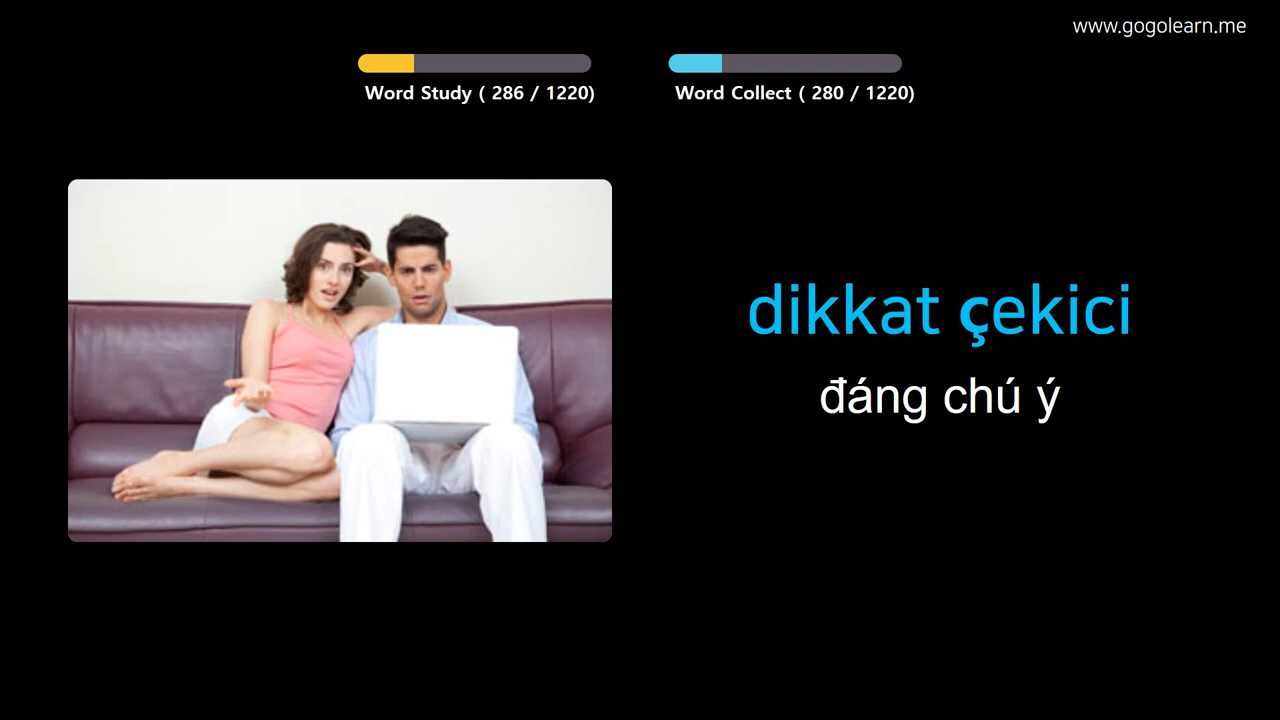 www.gogolearn.me
Word Study ( 286 / 1220)
Word Collect ( 280 / 1220)
dikkat çekici
đáng chú ý